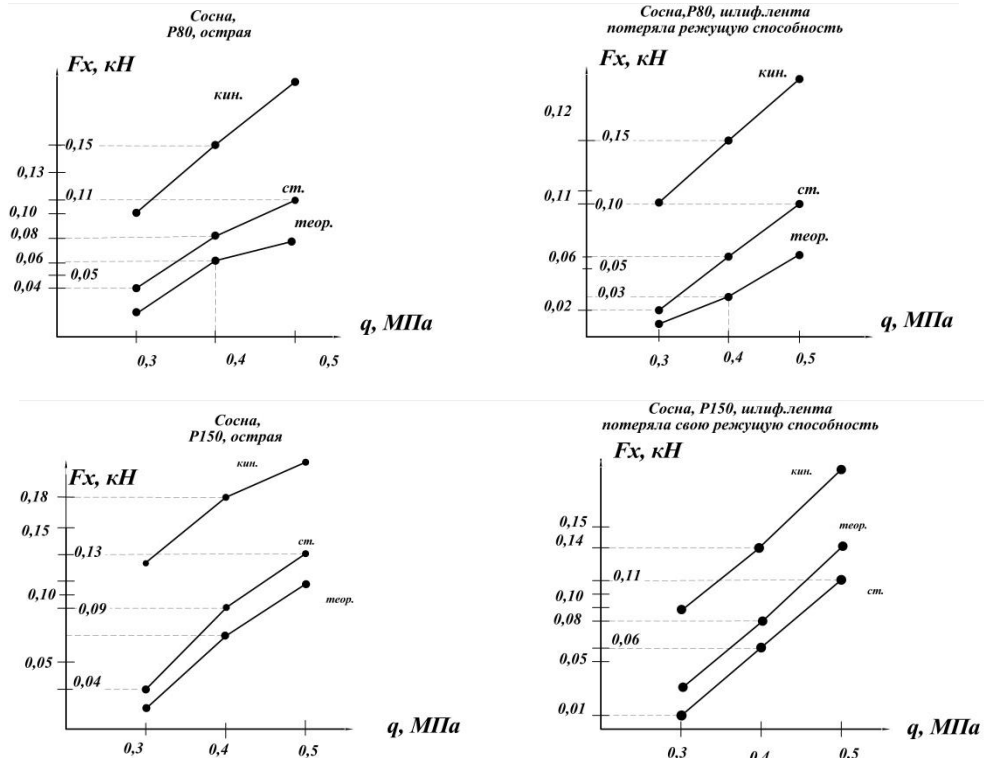 Сосна,
Р80, острая
Fx, кН
кин.
0,15
0,13
0,11
ст.
0,10
0,08
теор.
0,06
0,05
0,04
q, МПа
0,3
0,4
0,5
Сосна,Р80, шлиф.лента
потеряла режущую способность
Fx, кН
кин.
0,12
0,15
0,11
ст.
0,10
теор.
0,06
0,05
0,03
0,02
q, МПа
0,3
0,4
0,5
Сосна,
Р150, острая
Fx, кН
кин.
0,18
0,15
ст.
0,13
0,10
теор.
0,09
0,05
0,04
q, МПа
0,3
0,4
0,5
Сосна, Р150, шлиф.лента
потеряла свою режущую способность
Fx, кН
кин.
0,15
теор.
0,14
0,11
ст.
0,10
0,08
0,06
0,05
0,01
q, МПа
0,3
0,4
0,5